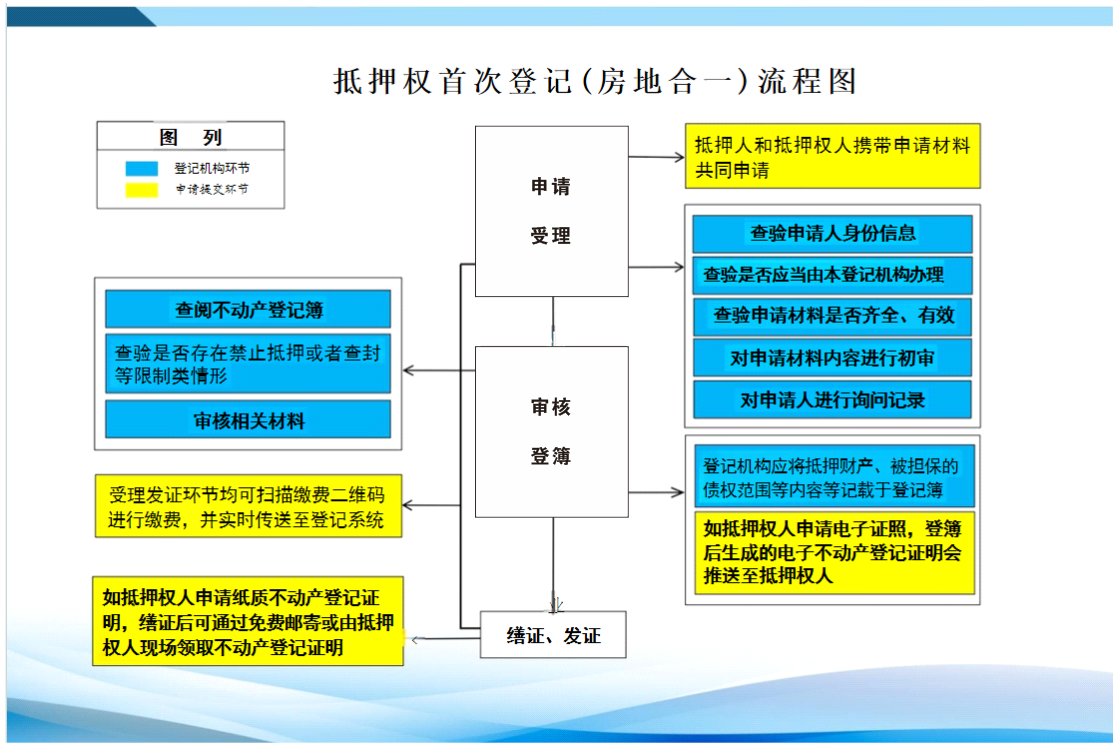 抵押权首次登记(房地合一)流程图
图 列
登记机构环节
申请提交环节
申请
受理
抵押人和抵押权人携带申请材料
共同申请
查验申请人身份信息
查验是否应当由本登记机构办理
查验申请材料是否齐全、有效
对申请材料内容进行初审
对申请人进行询问记录
查阅不动产登记簿
查验是否存在禁止抵押或者查封
等限制类情形
审核相关材料
审核
登簿
登记机构应将抵押财产、被担保的
债权范围等内容等记载于登记簿
如抵押权人申请电子证照，登簿
后生成的电子不动产登记证明会
推送至抵押权人
受理发证环节均可扫描缴费二维码
进行缴费，并实时传送至登记系统
如抵押权人申请纸质不动产登记证
明，缮证后可通过免费邮寄或由抵押
权人现场领取不动产登记证明
缮证、发证